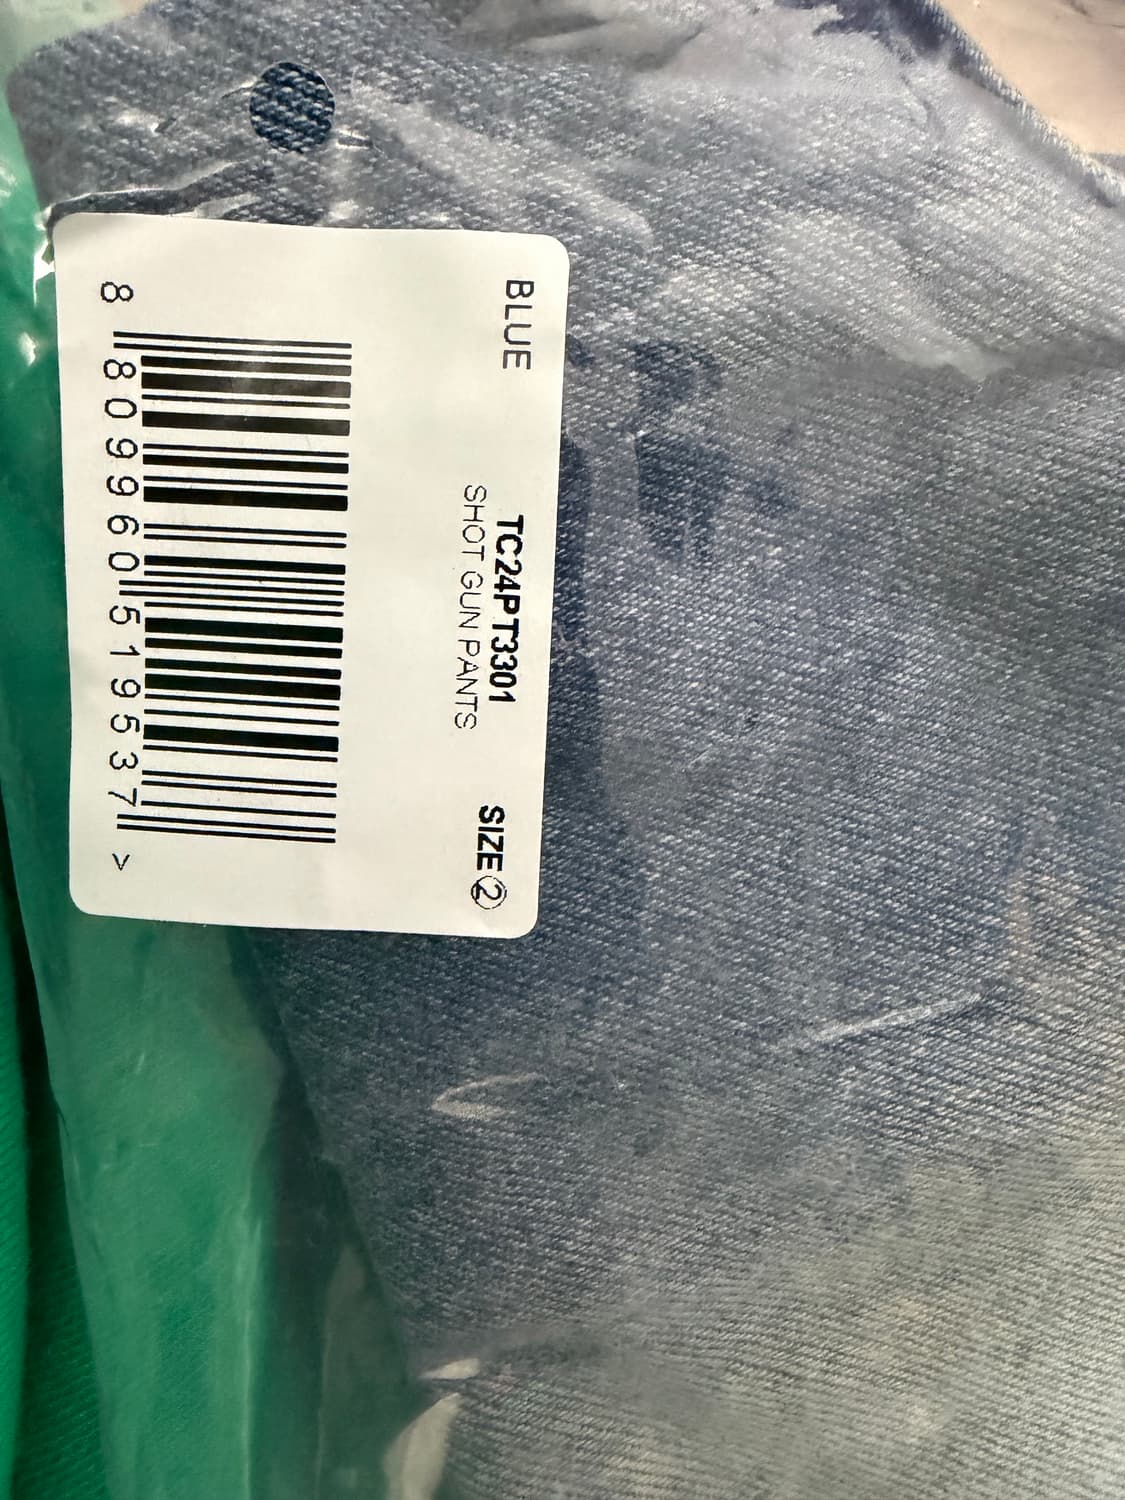 BLUE
TC24PT3301
SIZE ②
SHOT GUN PANTS
8 809960 519537 >